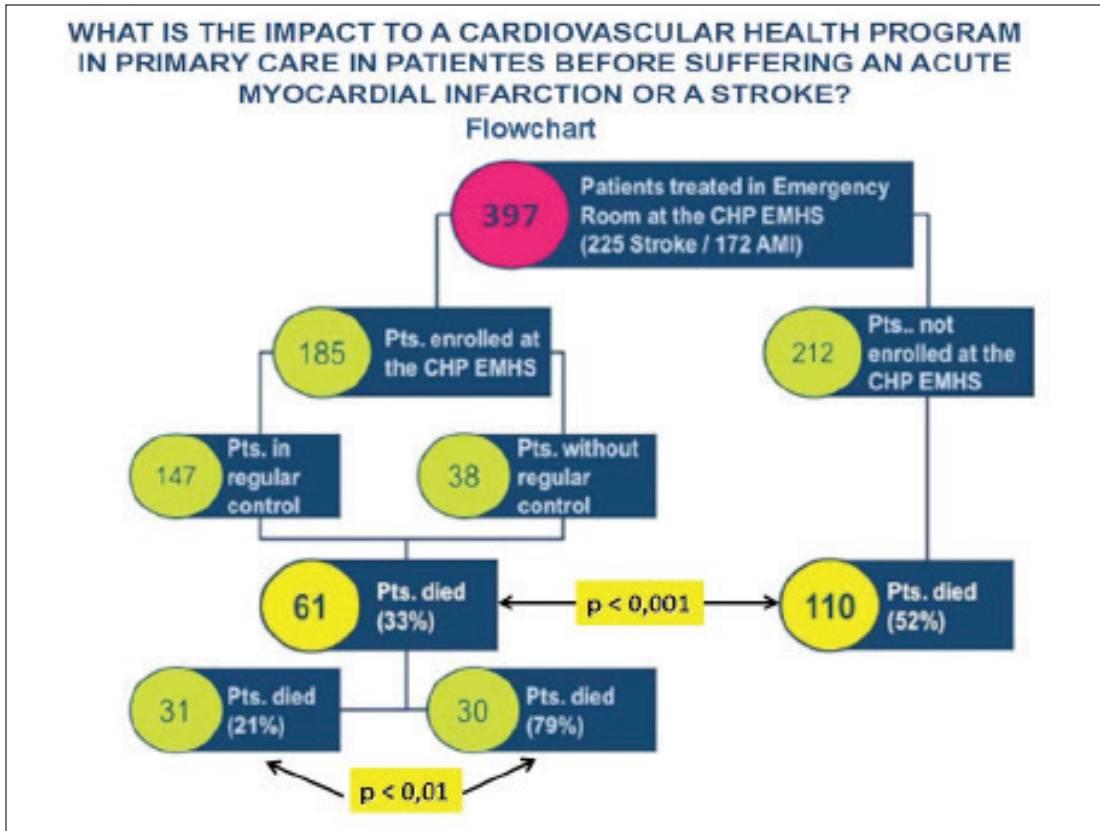 WHAT IS THE IMPACT TO A CARDIOVASCULAR HEALTH PROGRAM
IN PRIMARY CARE IN PATIENTES BEFORE SUFFERING AN ACUTE
MYOCARDIAL INFARCTION OR A STROKE?
Flowchart
397
Patients treated in Emergency
Room at the CHP EMHS
(225 Stroke / 172 AMI)
185
Pts. enrolled at
the CHP EMHS
212
Pts.. not
enrolled at the
CHP EMHS
147
Pts. in
regular
control
38
Pts. without
regular
control
61
Pts. died
(33%)
p < 0,001
110
Pts. died
(52%)
31
Pts. died
(21%)
30
Pts. died
(79%)
p < 0,01